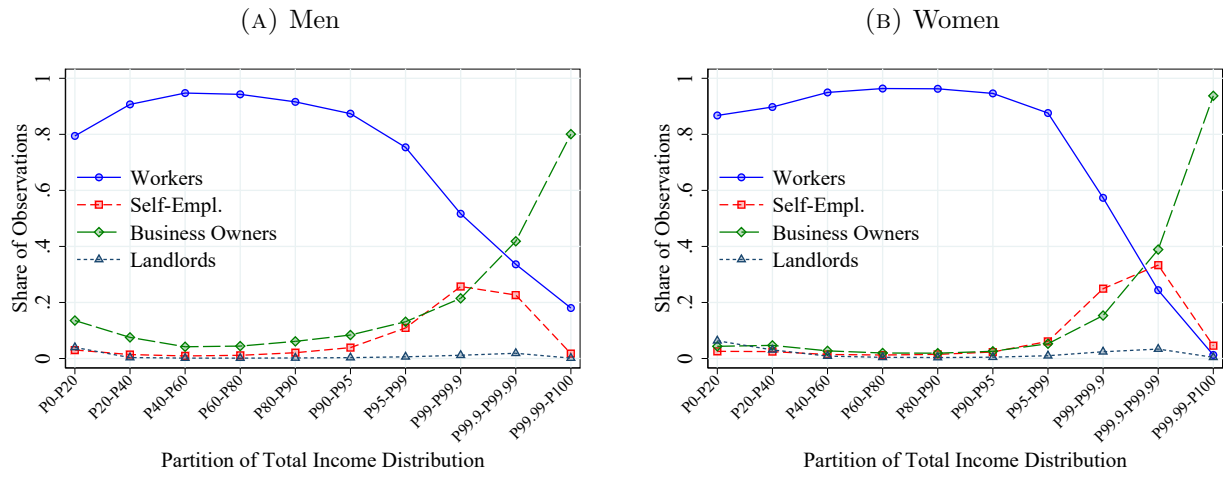 (A) Men
Share of Observations
1
.8
.6
.4
.2
0
Workers
Self-Empl.
Business Owners
Landlords
P0-P20
P20-P40
P40-P60
P60-P80
P80-P90
P90-P95
P95-P99
P99-P99.9
P99.9-P99.99
P99.99-P100
Partition of Total Income Distribution
(B) Women
Share of Observations
1
.8
.6
.4
.2
0
Workers
Self-Empl.
Business Owners
Landlords
P0-P20
P20-P40
P40-P60
P60-P80
P80-P90
P90-P95
P95-P99
P99-P99.9
P99.9-P99.99
P99.99-P100
Partition of Total Income Distribution